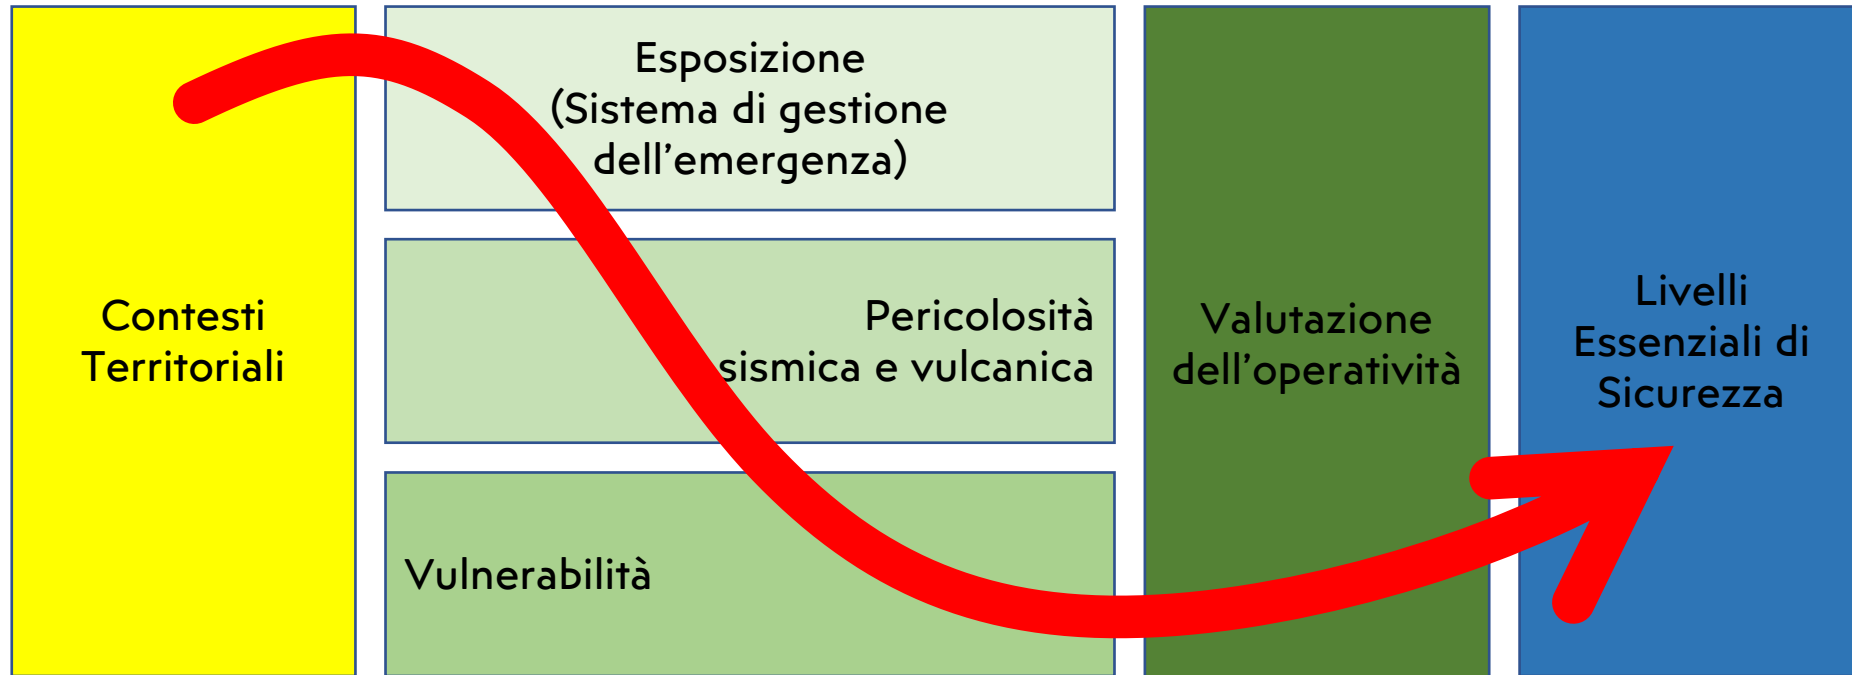 Contesti
Territoriali
Esposizione
(Sistema di gestione
dell’emergenza)
Pericolosità
sismica e vulcanica
Vulnerabilità
Valutazione
dell’operatività
Livelli
Essenziali di
Sicurezza